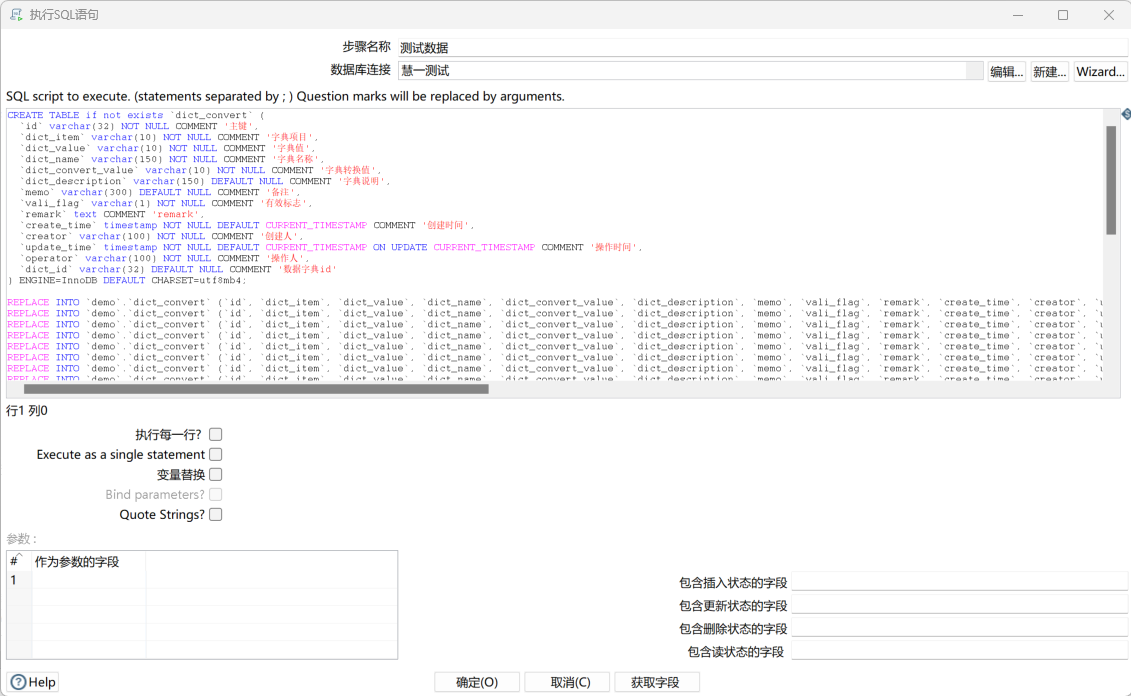 执行SQL语句
步骤名称 测试数据
数据库连接 慧一测试 编辑... 新建... Wizard...
SQL script to execute. (statements separated by ; ) Question marks will be replaced by arguments.
CREATE TABLE if not exists `dict_convert` (
`id` varchar(32) NOT NULL COMMENT '主键',
`dict_item` varchar(10) NOT NULL COMMENT '字典项目',
`dict_value` varchar(10) NOT NULL COMMENT '字典值',
`dict_name` varchar(150) NOT NULL COMMENT '字典名称',
`dict_convert_value` varchar(10) NOT NULL COMMENT '字典转换值',
`dict_description` varchar(150) DEFAULT NULL COMMENT '字典说明',
`memo` varchar(300) DEFAULT NULL COMMENT '备注',
`vali_flag` varchar(1) NOT NULL COMMENT '有效标志',
`remark` text COMMENT 'remark',
`create_time` timestamp NOT NULL DEFAULT CURRENT_TIMESTAMP COMMENT '创建时间',
`creator` varchar(100) NOT NULL COMMENT '创建人',
`update_time` timestamp NOT NULL DEFAULT CURRENT_TIMESTAMP ON UPDATE CURRENT_TIMESTAMP COMMENT '操作时间',
`operator` varchar(100) NOT NULL COMMENT '操作人',
`dict_id` varchar(32) DEFAULT NULL COMMENT '数据字典id'
) ENGINE=InnoDB DEFAULT CHARSET=utf8mb4;
REPLACE INTO `demo`.`dict_convert` (`id`, `dict_item`, `dict_value`, `dict_name`, `dict_convert_value`, `dict_description`, `memo`, `vali_flag`, `remark`, `create_time`, `creator`, `
REPLACE INTO `demo`.`dict_convert` (`id`, `dict_item`, `dict_value`, `dict_name`, `dict_convert_value`, `dict_description`, `memo`, `vali_flag`, `remark`, `create_time`, `creator`, `
REPLACE INTO `demo`.`dict_convert` (`id`, `dict_item`, `dict_value`, `dict_name`, `dict_convert_value`, `dict_description`, `memo`, `vali_flag`, `remark`, `create_time`, `creator`, `
REPLACE INTO `demo`.`dict_convert` (`id`, `dict_item`, `dict_value`, `dict_name`, `dict_convert_value`, `dict_description`, `memo`, `vali_flag`, `remark`, `create_time`, `creator`, `
REPLACE INTO `demo`.`dict_convert` (`id`, `dict_item`, `dict_value`, `dict_name`, `dict_convert_value`, `dict_description`, `memo`, `vali_flag`, `remark`, `create_time`, `creator`, `
REPLACE INTO `demo`.`dict_convert` (`id`, `dict_item`, `dict_value`, `dict_name`, `dict_convert_value`, `dict_description`, `memo`, `vali_flag`, `remark`, `create_time`, `creator`, `
REPLACE INTO `demo`.`dict_convert` (`id`, `dict_item`, `dict_value`, `dict_name`, `dict_convert_value`, `dict_description`, `memo`, `vali_flag`, `remark`, `create_time`, `creator`, `
REPLACE INTO `demo`.`dict_convert` (`id`, `dict_item`, `dict_value`, `dict_name`, `dict_convert_value`, `dict_description`, `memo`, `vali_flag`, `remark`, `create_time`, `creator`, `
行1 列0
执行每一行?
Execute as a single statement
变量替换
Bind parameters?
Quote Strings?
参数 :
# 作为参数的字段
1
包含插入状态的字段
包含更新状态的字段
包含删除状态的字段
包含读状态的字段
Help 确定(O) 取消(C) 获取字段